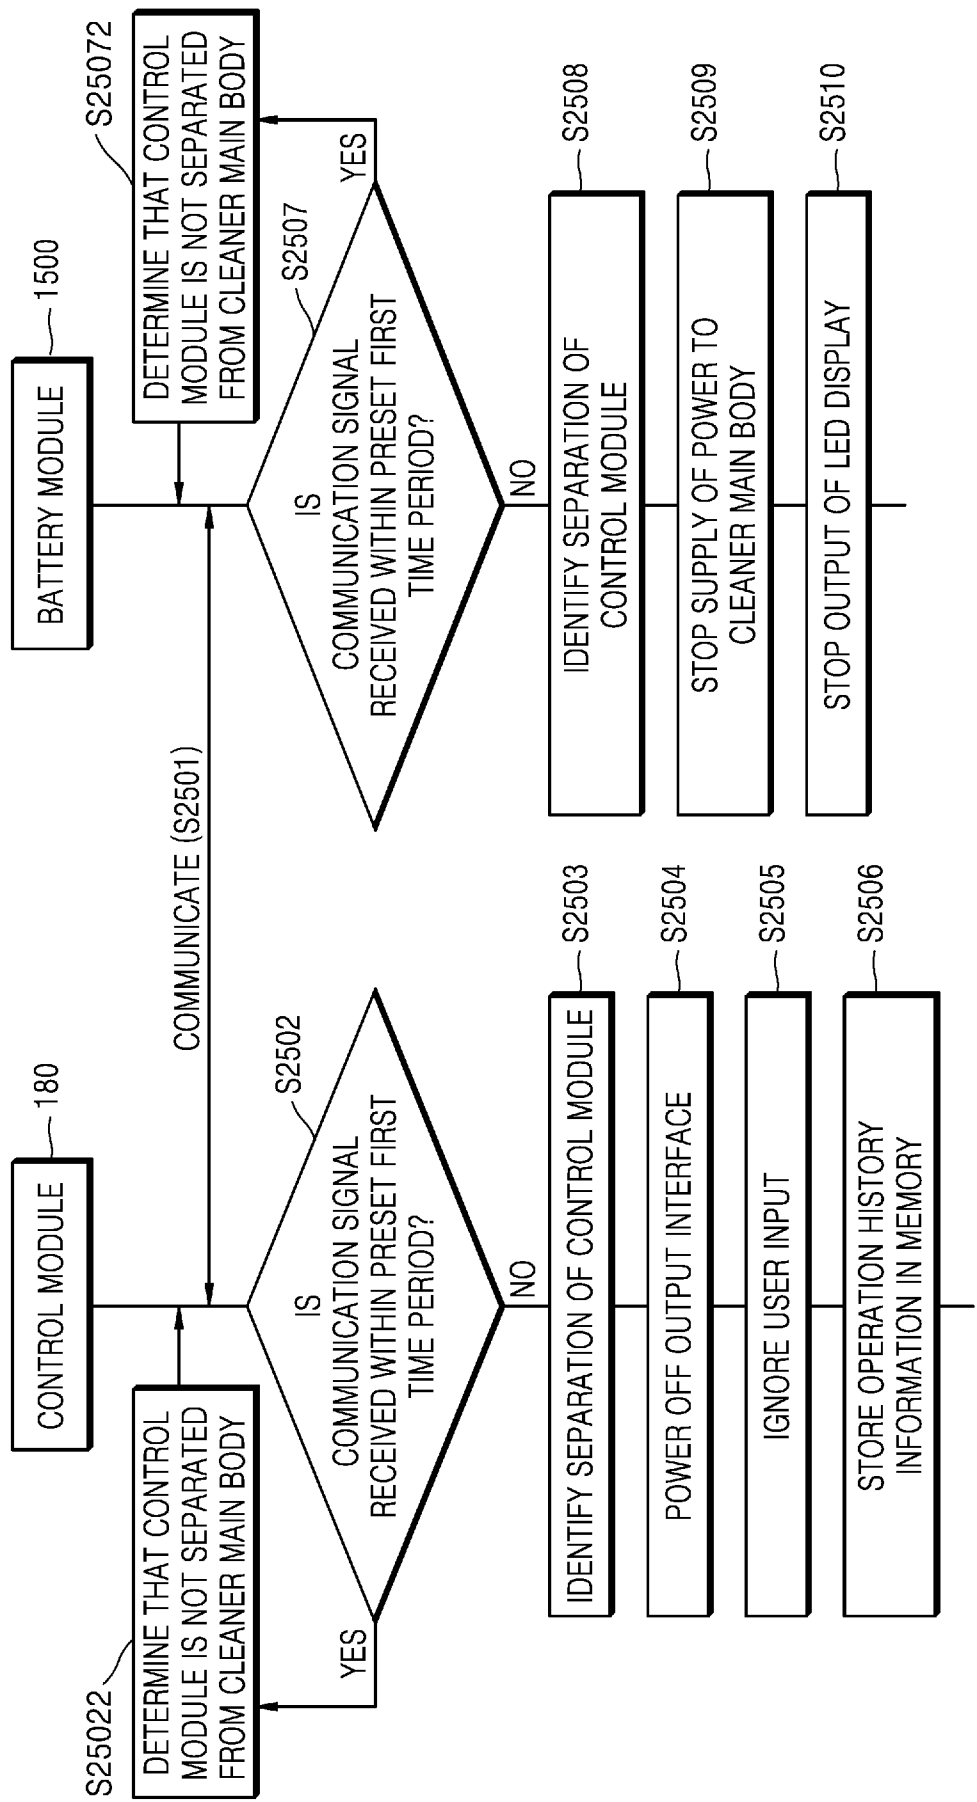 CONTROL MODULE
180
BATTERY MODULE
1500
S25022
DETERMINE THAT CONTROL
MODULE IS NOT SEPARATED
FROM CLEANER MAIN BODY
COMMUNICATE (S2501)
S25072
DETERMINE THAT CONTROL
MODULE IS NOT SEPARATED
FROM CLEANER MAIN BODY
S2502
IS
COMMUNICATION SIGNAL
RECEIVED WITHIN PRESET FIRST
TIME PERIOD?
YES
NO
S2507
IS
COMMUNICATION SIGNAL
RECEIVED WITHIN PRESET FIRST
TIME PERIOD?
YES
NO
IDENTIFY SEPARATION OF CONTROL MODULE
S2503
POWER OFF OUTPUT INTERFACE
S2504
IGNORE USER INPUT
S2505
STORE OPERATION HISTORY
INFORMATION IN MEMORY
S2506
IDENTIFY SEPARATION OF
CONTROL MODULE
S2508
STOP SUPPLY OF POWER TO
CLEANER MAIN BODY
S2509
STOP OUTPUT OF LED DISPLAY
S2510